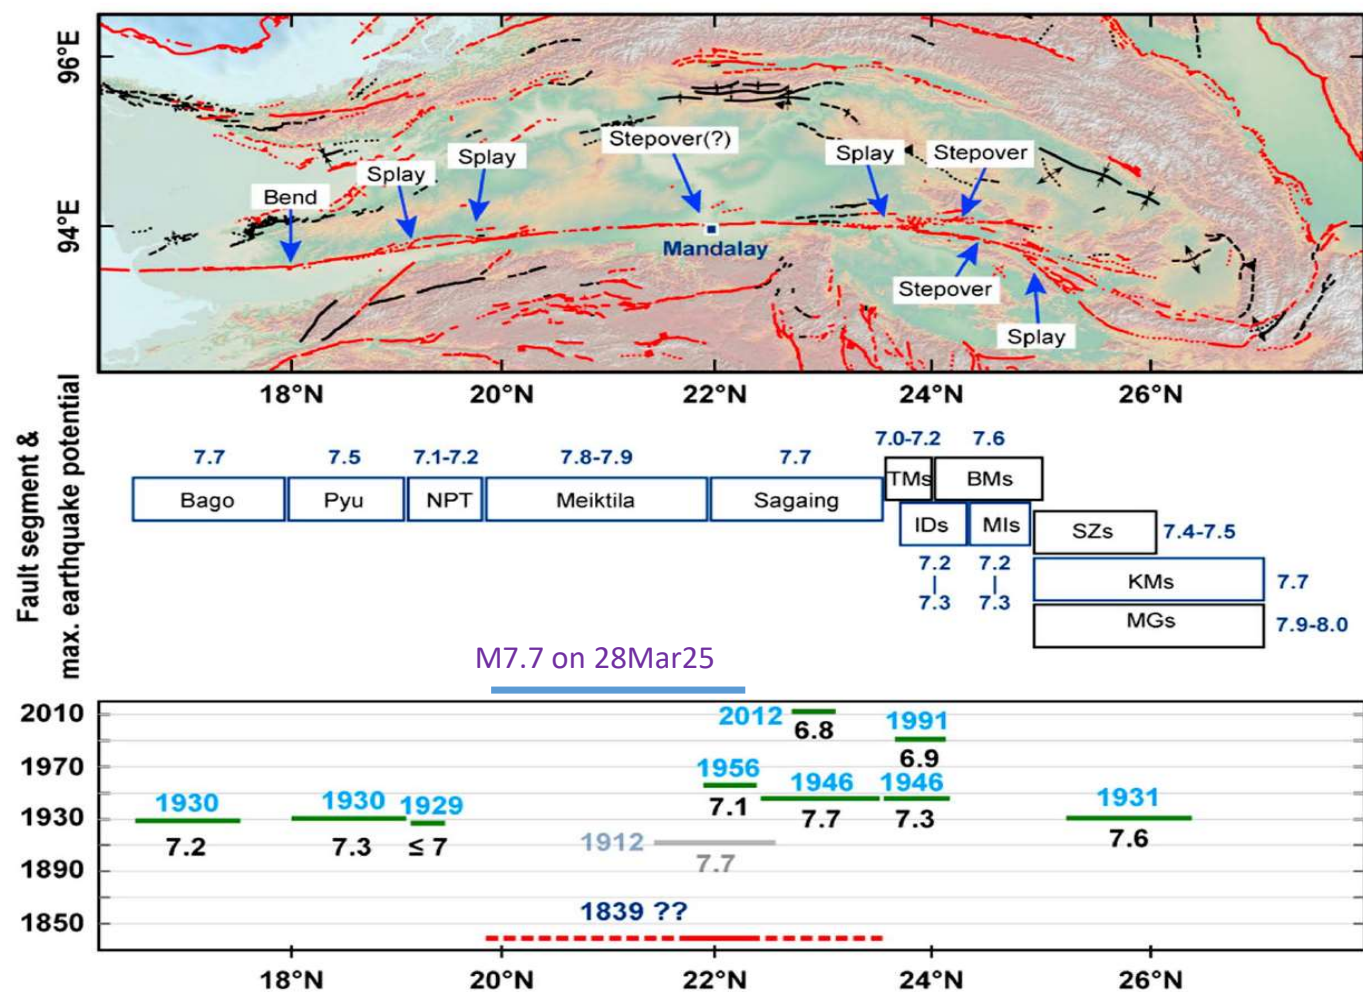 96°E
94°E
Bend
Splay
Splay
Stepover(?)
Splay
Stepover
Mandalay
Stepover
Splay
18°N 20°N 22°N 24°N 26°N
Fault segment &
max. earthquake potential
7.7 7.5 7.1-7.2 7.8-7.9 7.7 7.0-7.2 7.6
Bago Pyu NPT Meiktila Sagaing TMs BMs
IDs MIs SZs 7.4-7.5
7.2 7.2
| |
7.3 7.3
KMs 7.7
MGs 7.9-8.0
M7.7 on 28Mar25
2010
1970
1930
1890
1850
2012
6.8
1991
6.9
1956
7.1
1946
7.7
1946
7.3
1930
7.2
1930
7.3
1929
≤ 7
1931
7.6
1912
7.7
1839 ??
18°N 20°N 22°N 24°N 26°N